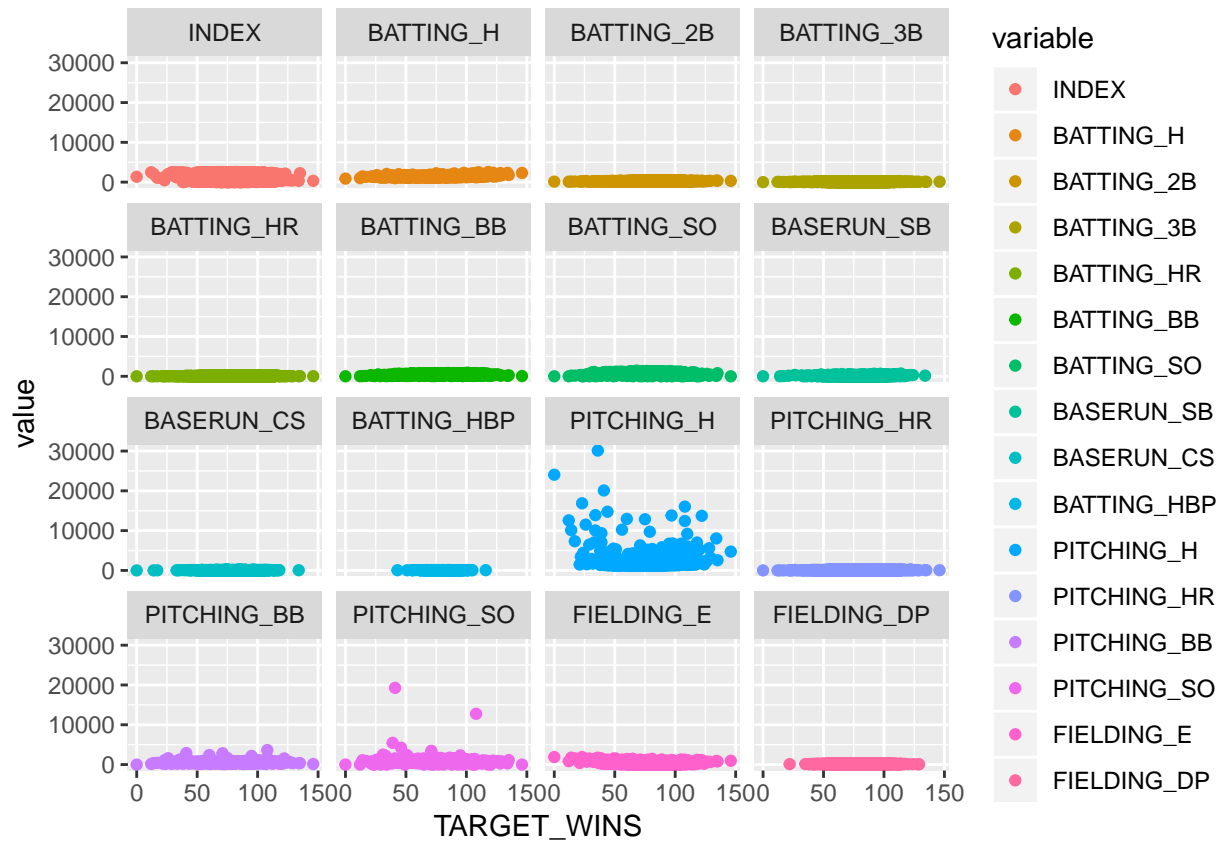 INDEX BATTING_H BATTING_2B BATTING_3B
30000
20000
10000
0
BATTING_HR BATTING_BB BATTING_SO BASERUN_SB
30000
20000
10000
0
BASERUN_CS BATTING_HBP PITCHING_H PITCHING_HR
30000
20000
10000
0
PITCHING_BB PITCHING_SO FIELDING_E FIELDING_DP
30000
20000
10000
0
0 50 100 150 0 50 100 150 0 50 100 150 0 50 100 150
TARGET_WINS
value
variable
INDEX
BATTING_H
BATTING_2B
BATTING_3B
BATTING_HR
BATTING_BB
BATTING_SO
BASERUN_SB
BASERUN_CS
BATTING_HBP
PITCHING_H
PITCHING_HR
PITCHING_BB
PITCHING_SO
FIELDING_E
FIELDING_DP